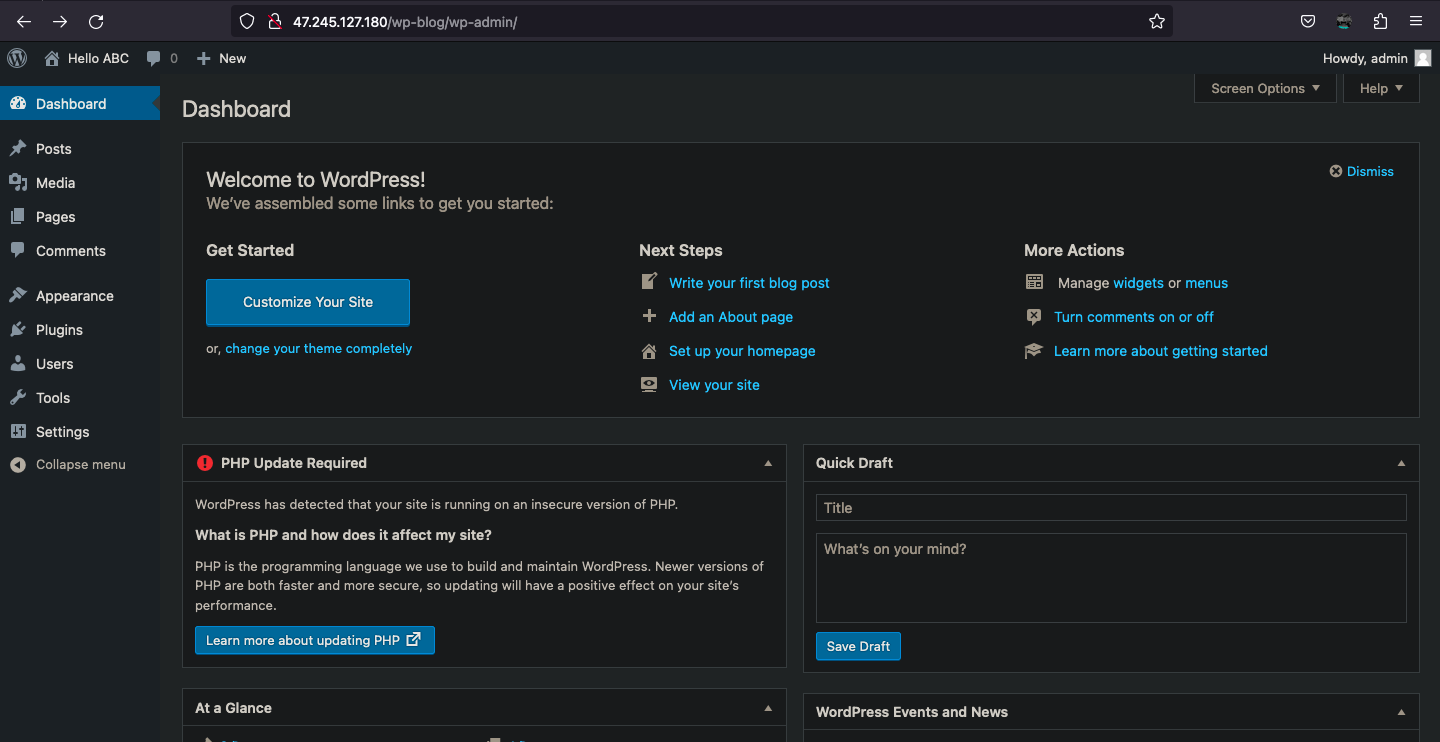 47.245.127.180/wp-blog/wp-admin/
Hello ABC 0 New Howdy, admin
Screen Options Help
Dashboard
Posts
Media
Pages
Comments
Appearance
Plugins
Users
Tools
Settings
Collapse menu
Dashboard
Welcome to WordPress!
We’ve assembled some links to get you started:
Dismiss
Get Started
Customize Your Site
or, change your theme completely
Next Steps
Write your first blog post
Add an About page
Set up your homepage
View your site
More Actions
Manage widgets or menus
Turn comments on or off
Learn more about getting started
PHP Update Required
WordPress has detected that your site is running on an insecure version of PHP.
What is PHP and how does it affect my site?
PHP is the programming language we use to build and maintain WordPress. Newer versions of
PHP are both faster and more secure, so updating will have a positive effect on your site’s
performance.
Learn more about updating PHP
At a Glance
Quick Draft
Title
What’s on your mind?
Save Draft
WordPress Events and News